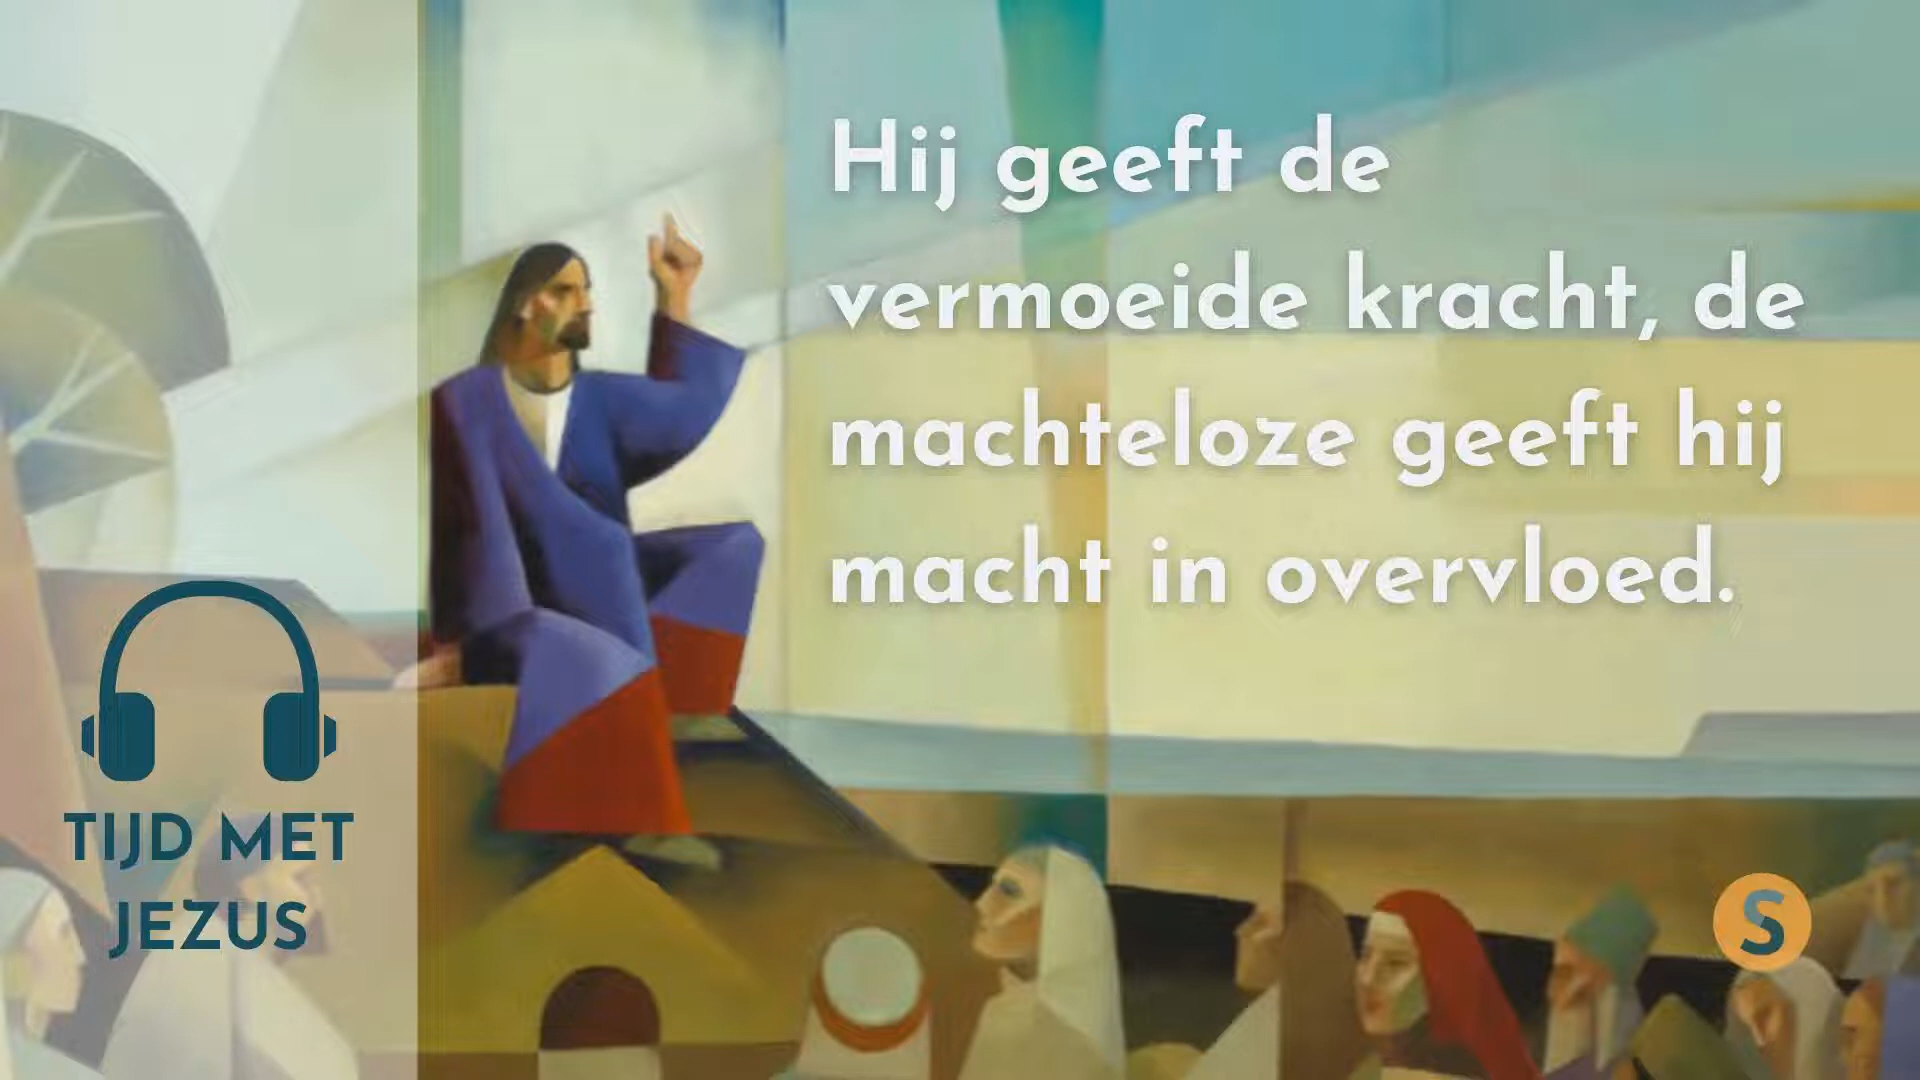 Hij geeft de
vermoeide kracht, de
machteloze geeft hij
macht in overvloed.
TIJD MET
JEZUS
S